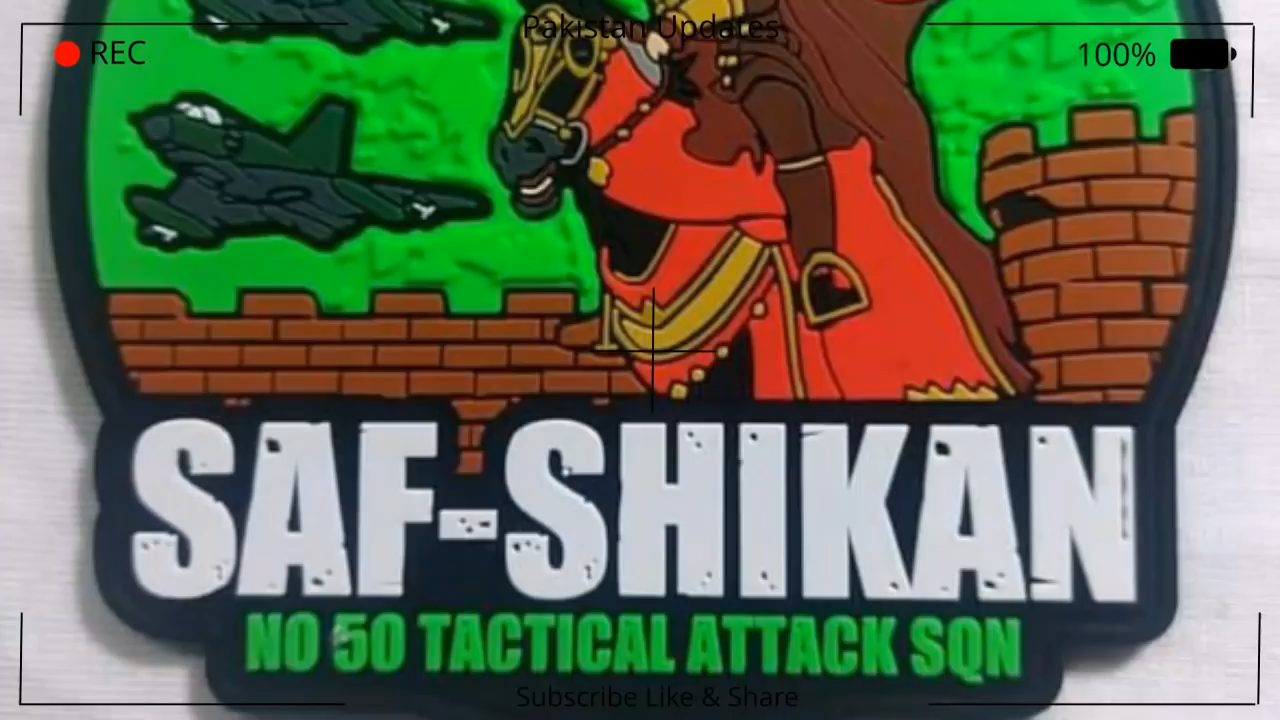 Pakistan Updates
REC
100%
SAF-SHIKAN
NO 50 TACTICAL ATTACK SQN
Subscribe Like & Share